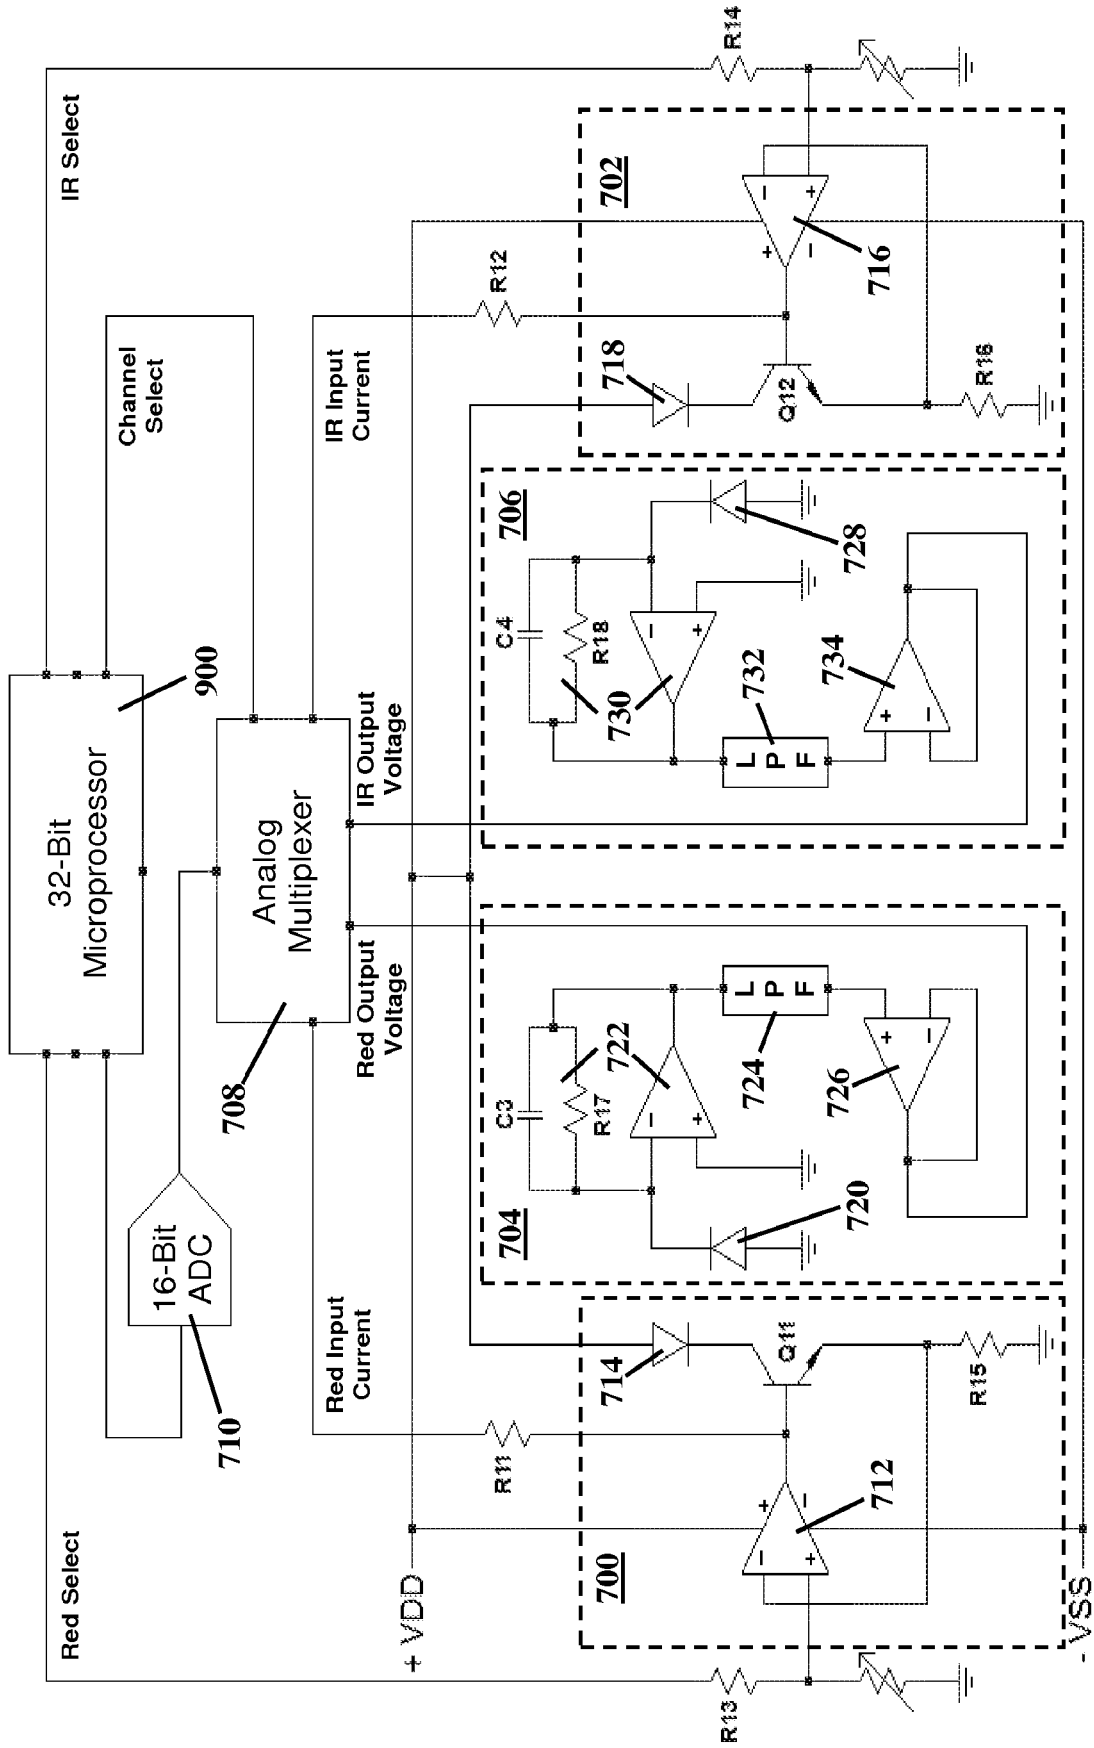 Red Select
32-Bit
Microprocessor
900
IR Select
16-Bit
ADC
710
708
Analog
Multiplexer
Channel
Select
Red Input
Current
Red Output
Voltage
IR Output
Voltage
IR Input
Current
+ VDD
R11
R12
700
714
Q11
712
R15
R13
+
-
-
+
704
C3
R17
722
720
724
L
P
F
726
-
+
+
-
706
C4
R18
730
728
732
L
P
F
734
-
+
+
-
702
718
Q12
716
R16
R14
-
+
+
-
- VSS